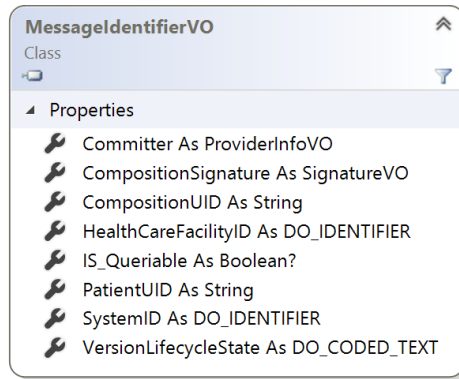 MessageIdentifierVO
Class
Properties
Committer As ProviderInfoVO
CompositionSignature As SignatureVO
CompositionUID As String
HealthCareFacilityID As DO_IDENTIFIER
IS_Queriable As Boolean?
PatientUID As String
SystemID As DO_IDENTIFIER
VersionLifecycleState As DO_CODED_TEXT